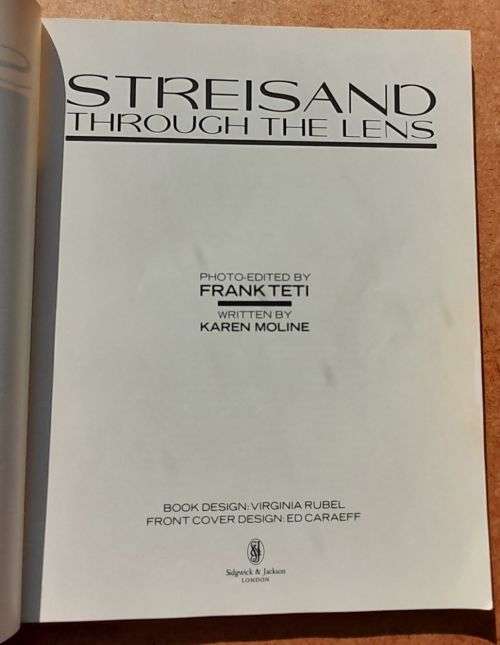 STREISAND
THROUGH THE LENS
PHOTO-EDITED BY
FRANK TETI
WRITTEN BY
KAREN MOLINE
BOOK DESIGN: VIRGINIA RUBEL
FRONT COVER DESIGN: ED CARAEFF
Sidgwick & Jackson
LONDON